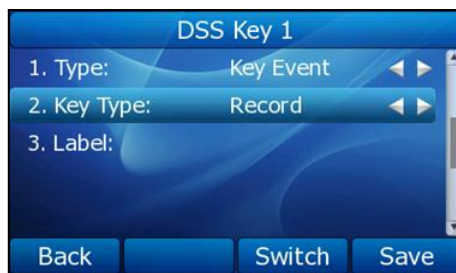 DSS Key 1
1. Type: Key Event
2. Key Type: Record
3. Label:
Back Switch Save